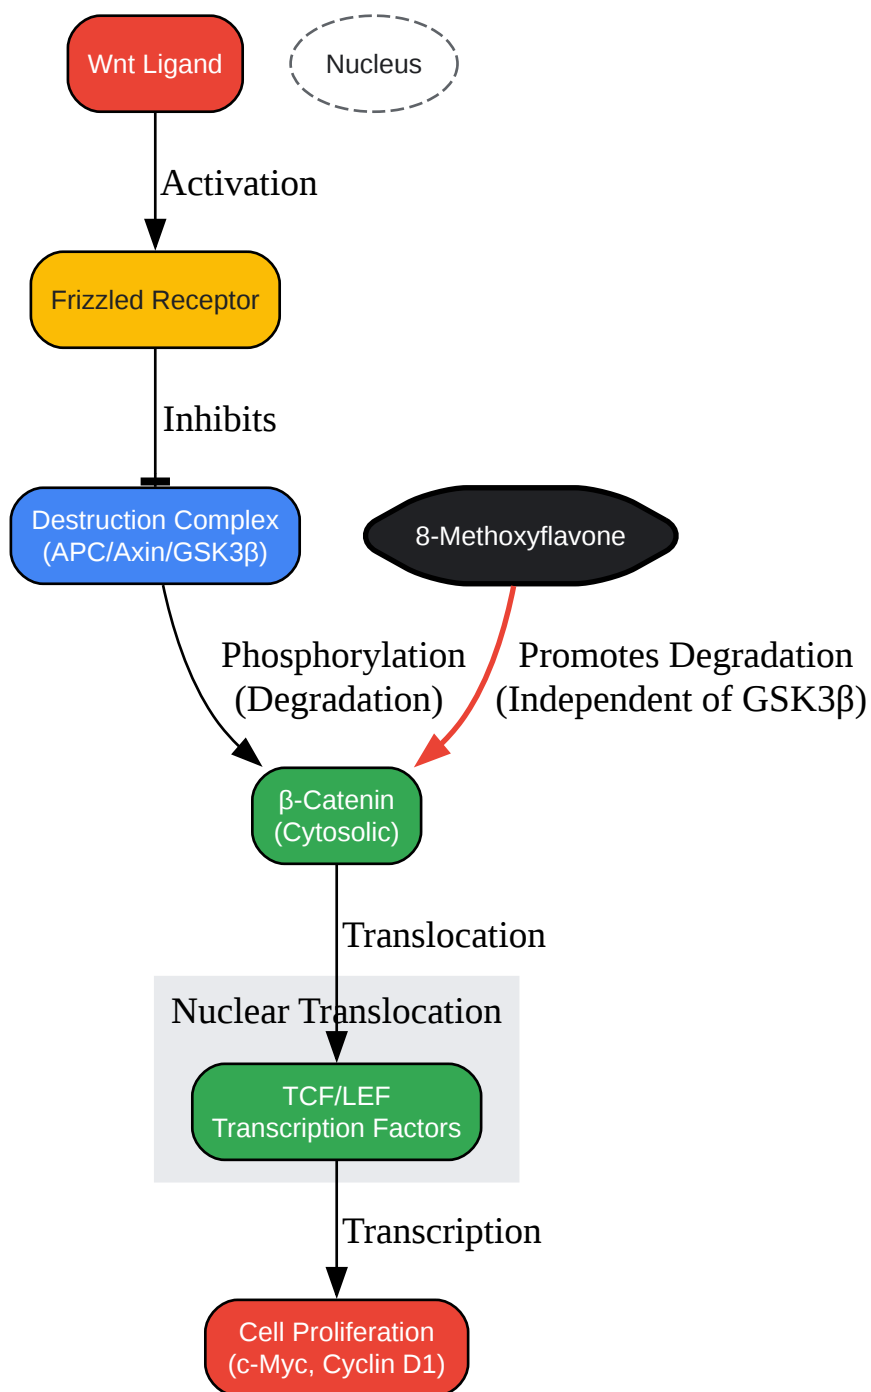 Wnt Ligand
Nucleus
Activation
Frizzled Receptor
Inhibits
Destruction Complex
(APC/Axin/GSK3β)
8-Methoxyflavone
Phosphorylation
(Degradation)
Promotes Degradation
(Independent of GSK3β)
β-Catenin
(Cytosolic)
Translocation
Nuclear Translocation
TCF/LEF
Transcription Factors
Transcription
Cell Proliferation
(c-Myc, Cyclin D1)